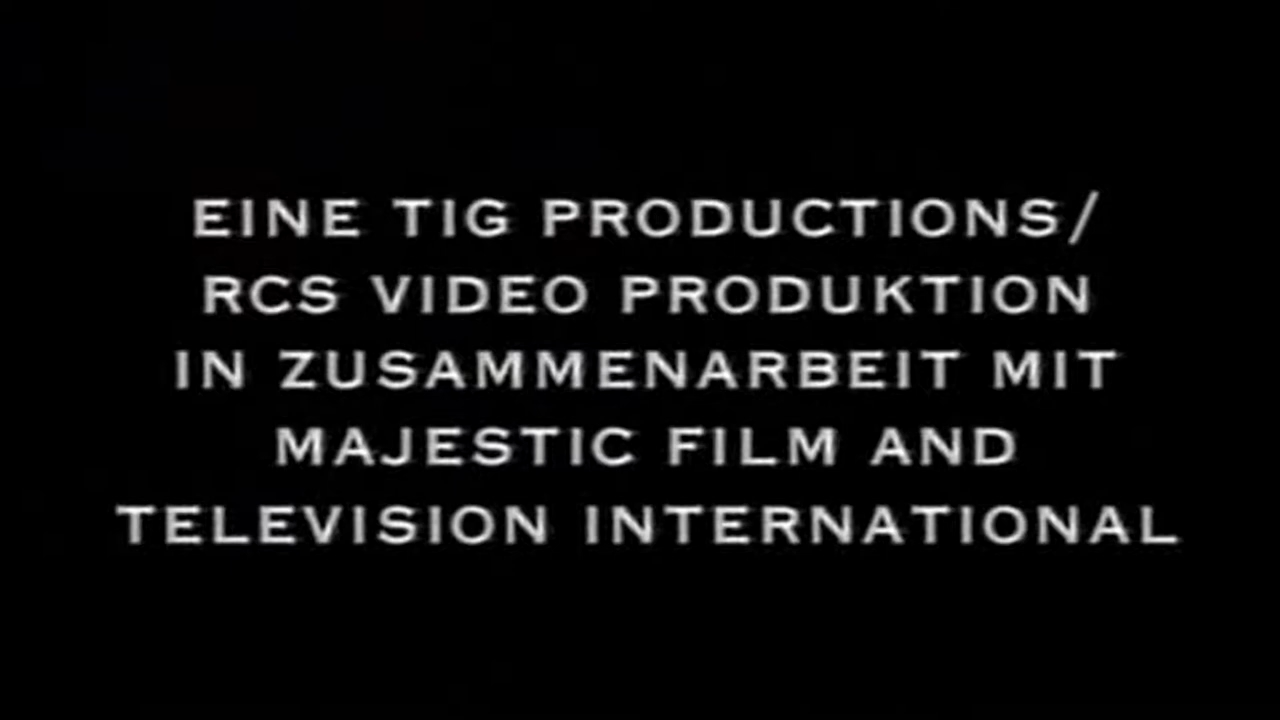 EINE TIG PRODUCTIONS/
RCS VIDEO PRODUKTION
IN ZUSAMMENARBEIT MIT
MAJESTIC FILM AND
TELEVISION INTERNATIONAL